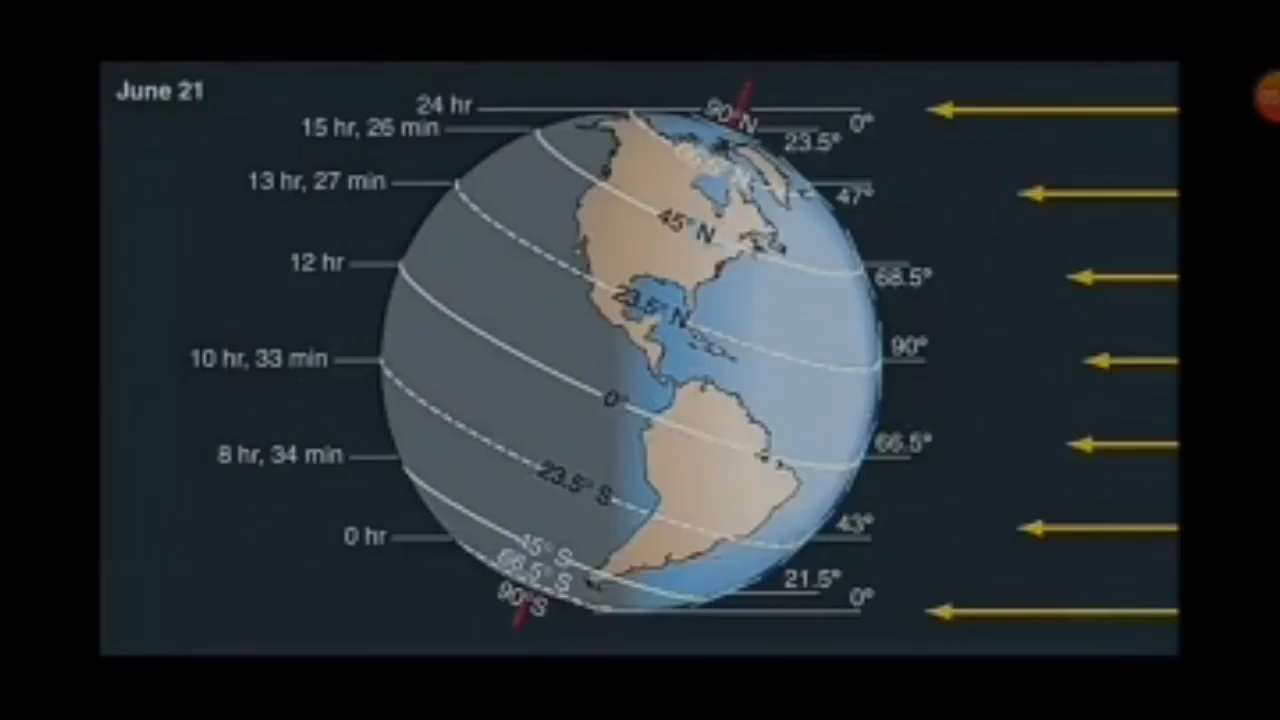 June 21
24 hr
90°N
0°
15 hr, 26 min
23.5°
13 hr, 27 min
47°
45° N
12 hr
68.5°
23.5° N
10 hr, 33 min
90°
0°
8 hr, 34 min
66.5°
23.5° S
0 hr
43°
45° S
66.5° S
21.5°
90°S
0°